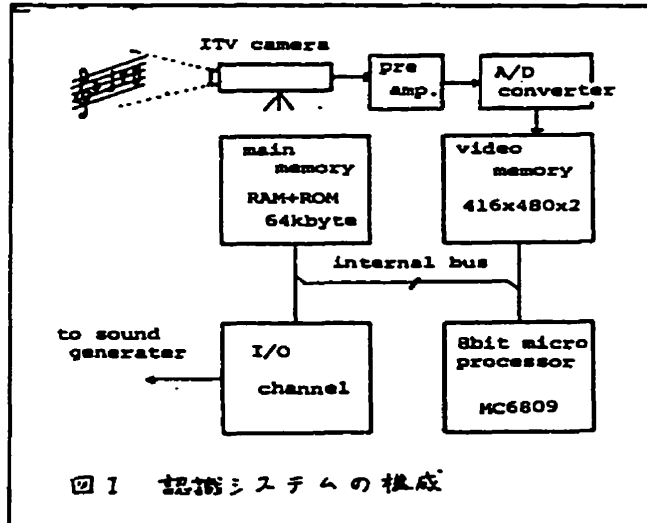 ITV camera
pre
amp.
A/D
converter
main
memory
RAM+ROM
64kbyte
video
memory
416x480x2
internal bus
to sound
generater
I/O
channel
8bit micro
processor
MC6809
図1 認識システムの構成